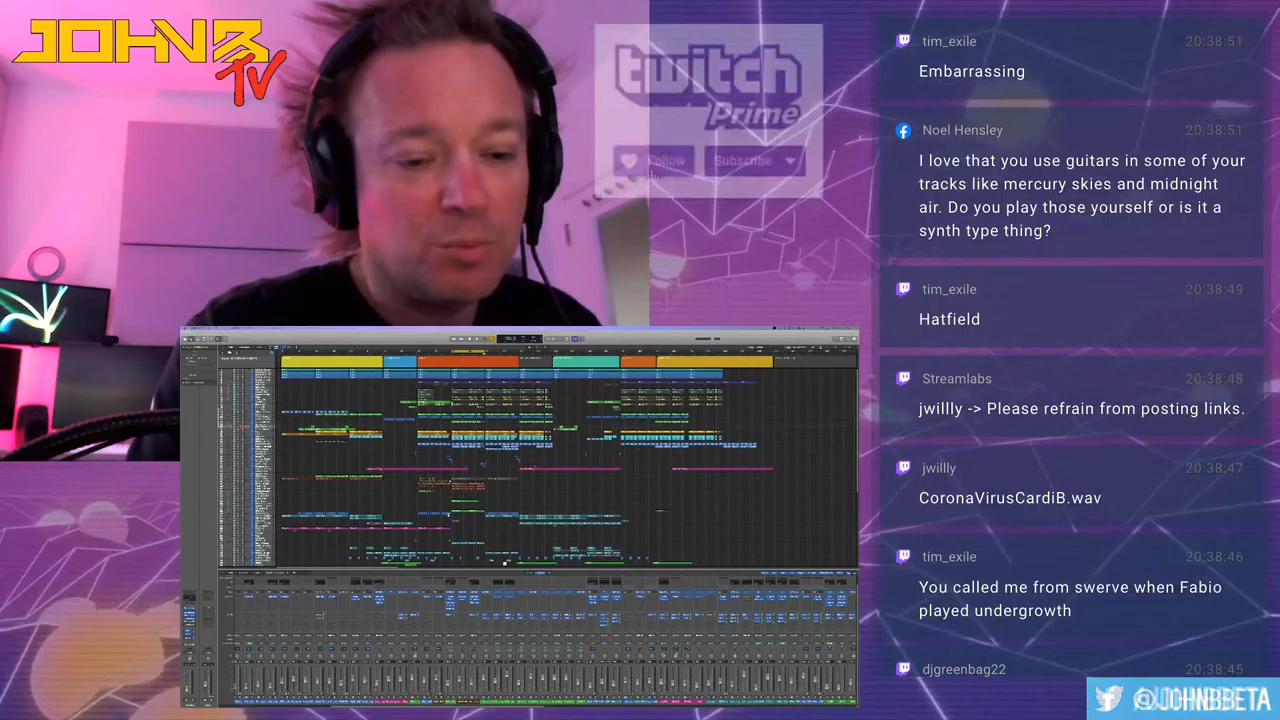 JOHN B
TV
twitch
Prime
Follow
Subscribe
tim_exile 20:38:51
Embarrassing
Noel Hensley 20:38:51
I love that you use guitars in some of your
tracks like mercury skies and midnight
air. Do you play those yourself or is it a
synth type thing?
tim_exile 20:38:49
Hatfield
Streamlabs 20:38:48
jwillly -> Please refrain from posting links.
jwillly 20:38:47
CoronaVirusCardiB.wav
tim_exile 20:38:46
You called me from swerve when Fabio
played undergrowth
djgreenbag22 20:38:45
@JOHNBBETA